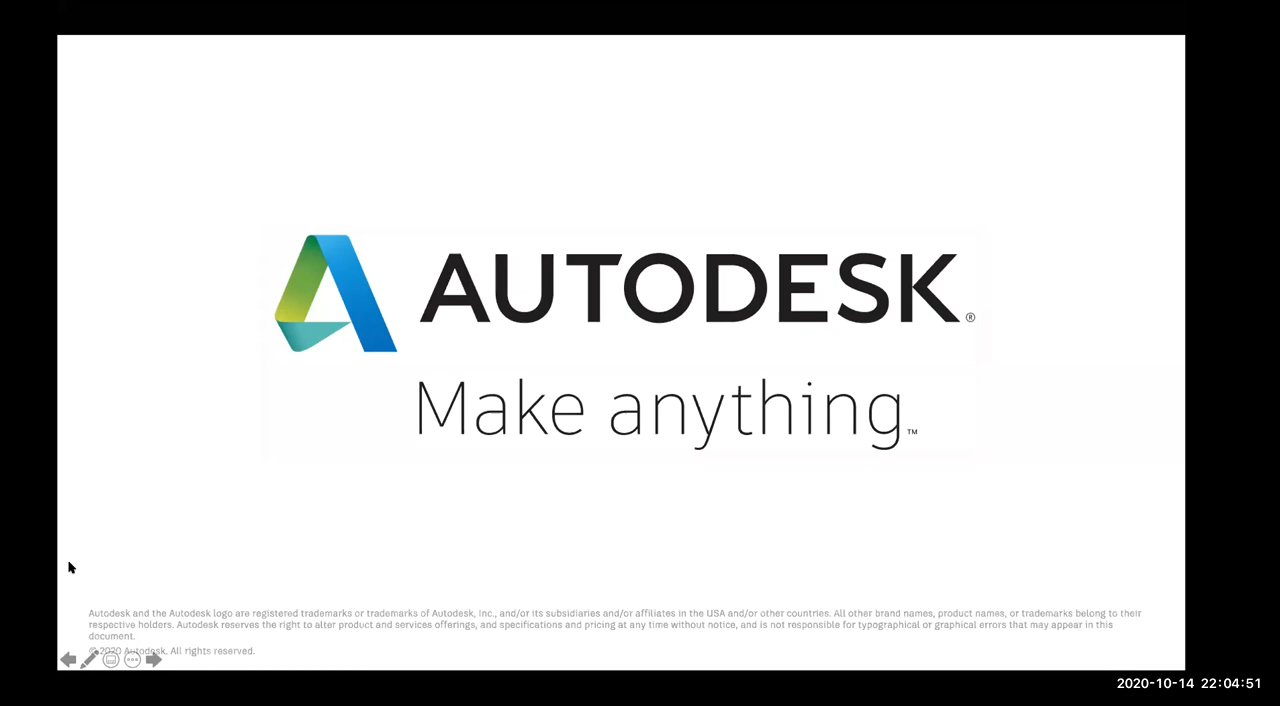 AUTODESK®
Make anything™
Autodesk and the Autodesk logo are registered trademarks or trademarks of Autodesk, Inc., and/or its subsidiaries and/or affiliates in the USA and/or other countries. All other brand names, product names, or trademarks belong to their
respective holders. Autodesk reserves the right to alter product and services offerings, and specifications and pricing at any time without notice, and is not responsible for typographical or graphical errors that may appear in this
document.
© 2020 Autodesk. All rights reserved.
2020-10-14 22:04:51